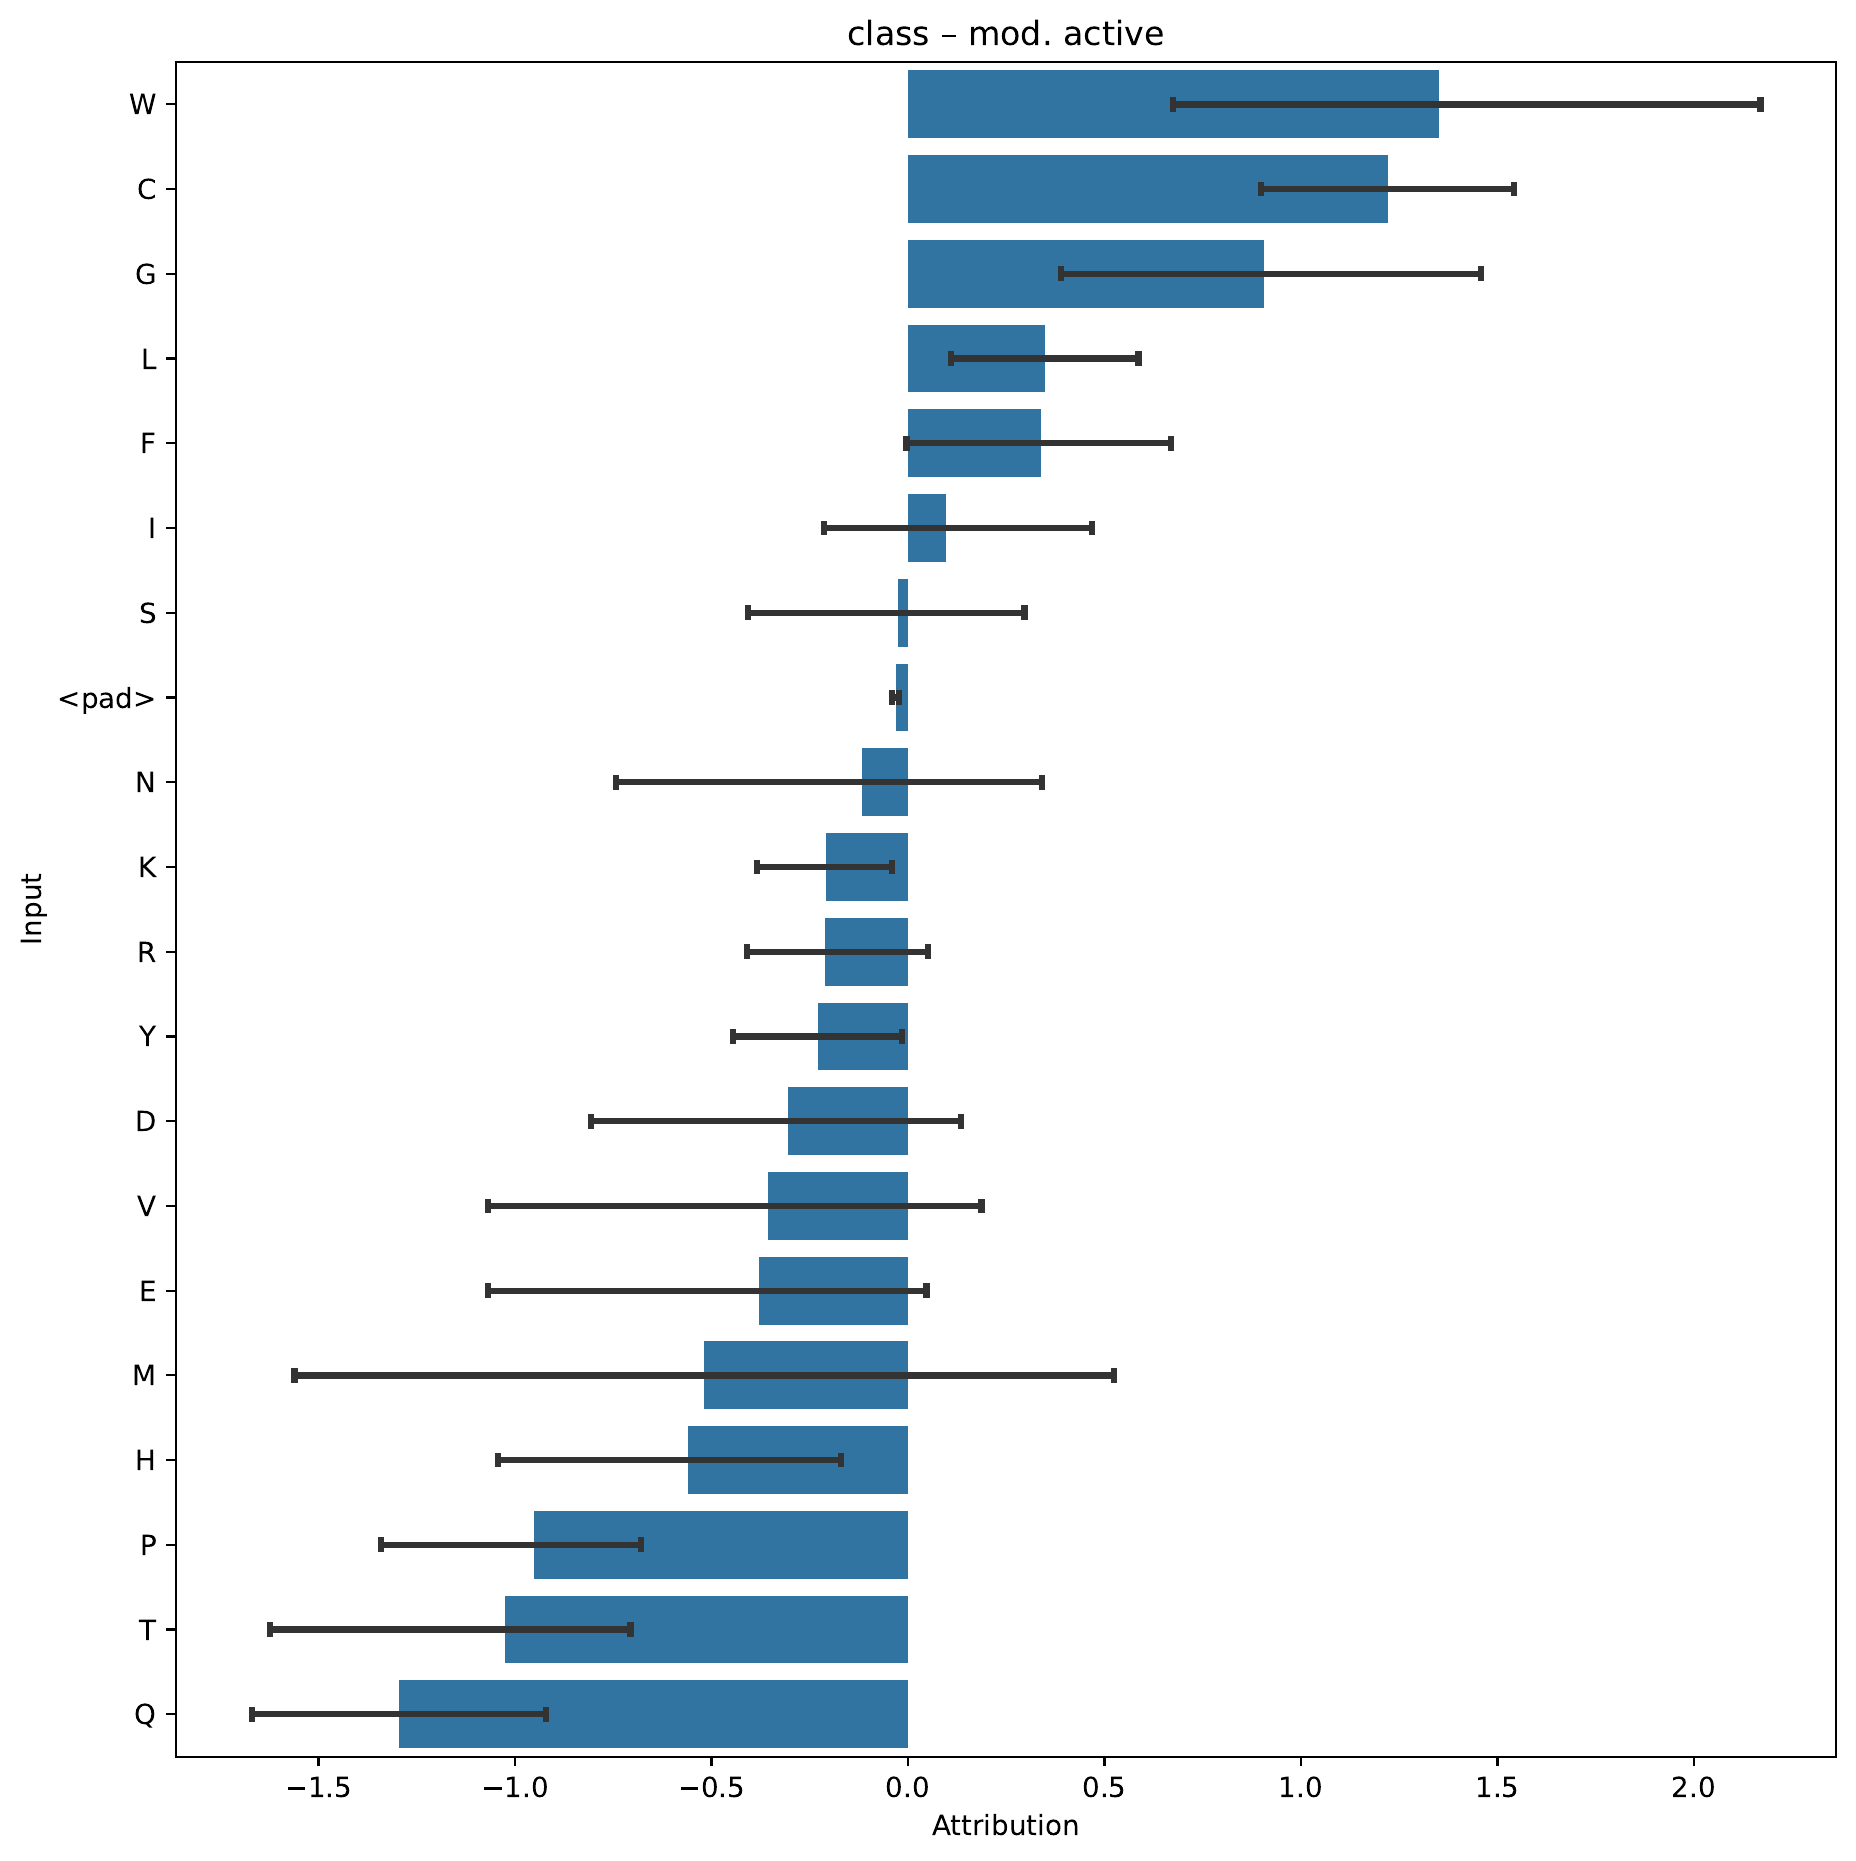 class – mod. active
W
C
G
L
F
I
S
<pad>
N
K
R
Y
D
V
E
M
H
P
T
Q
Input
−1.5 −1.0 −0.5 0.0 0.5 1.0 1.5 2.0
Attribution